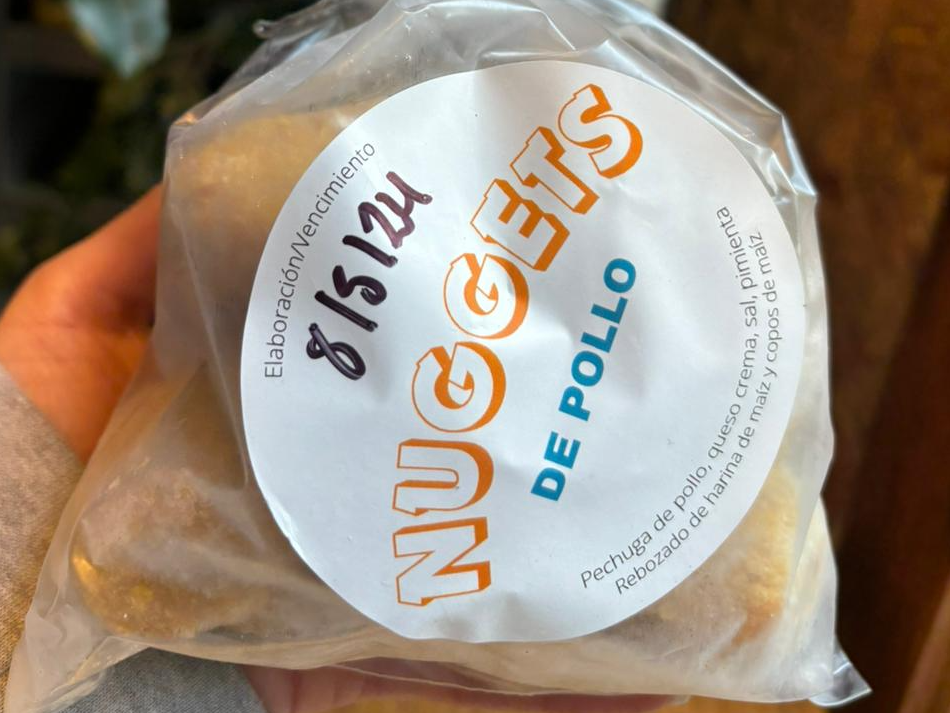 Elaboración/Vencimiento
8/5/24
NUGGETS
DE POLLO
Pechuga de pollo, queso crema, sal, pimienta
Rebozado de harina de maíz y copos de maíz.